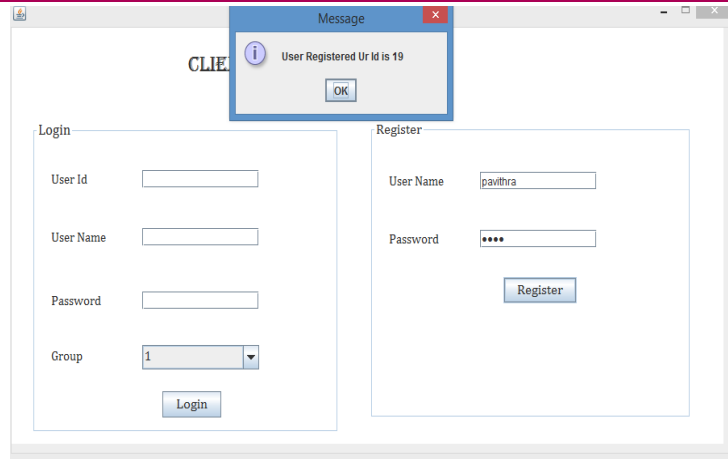 Message
User Registered Ur Id is 19
OK
Login
User Id
User Name
Password
Group
1
Login
Register
User Name
pavithra
Password
Register